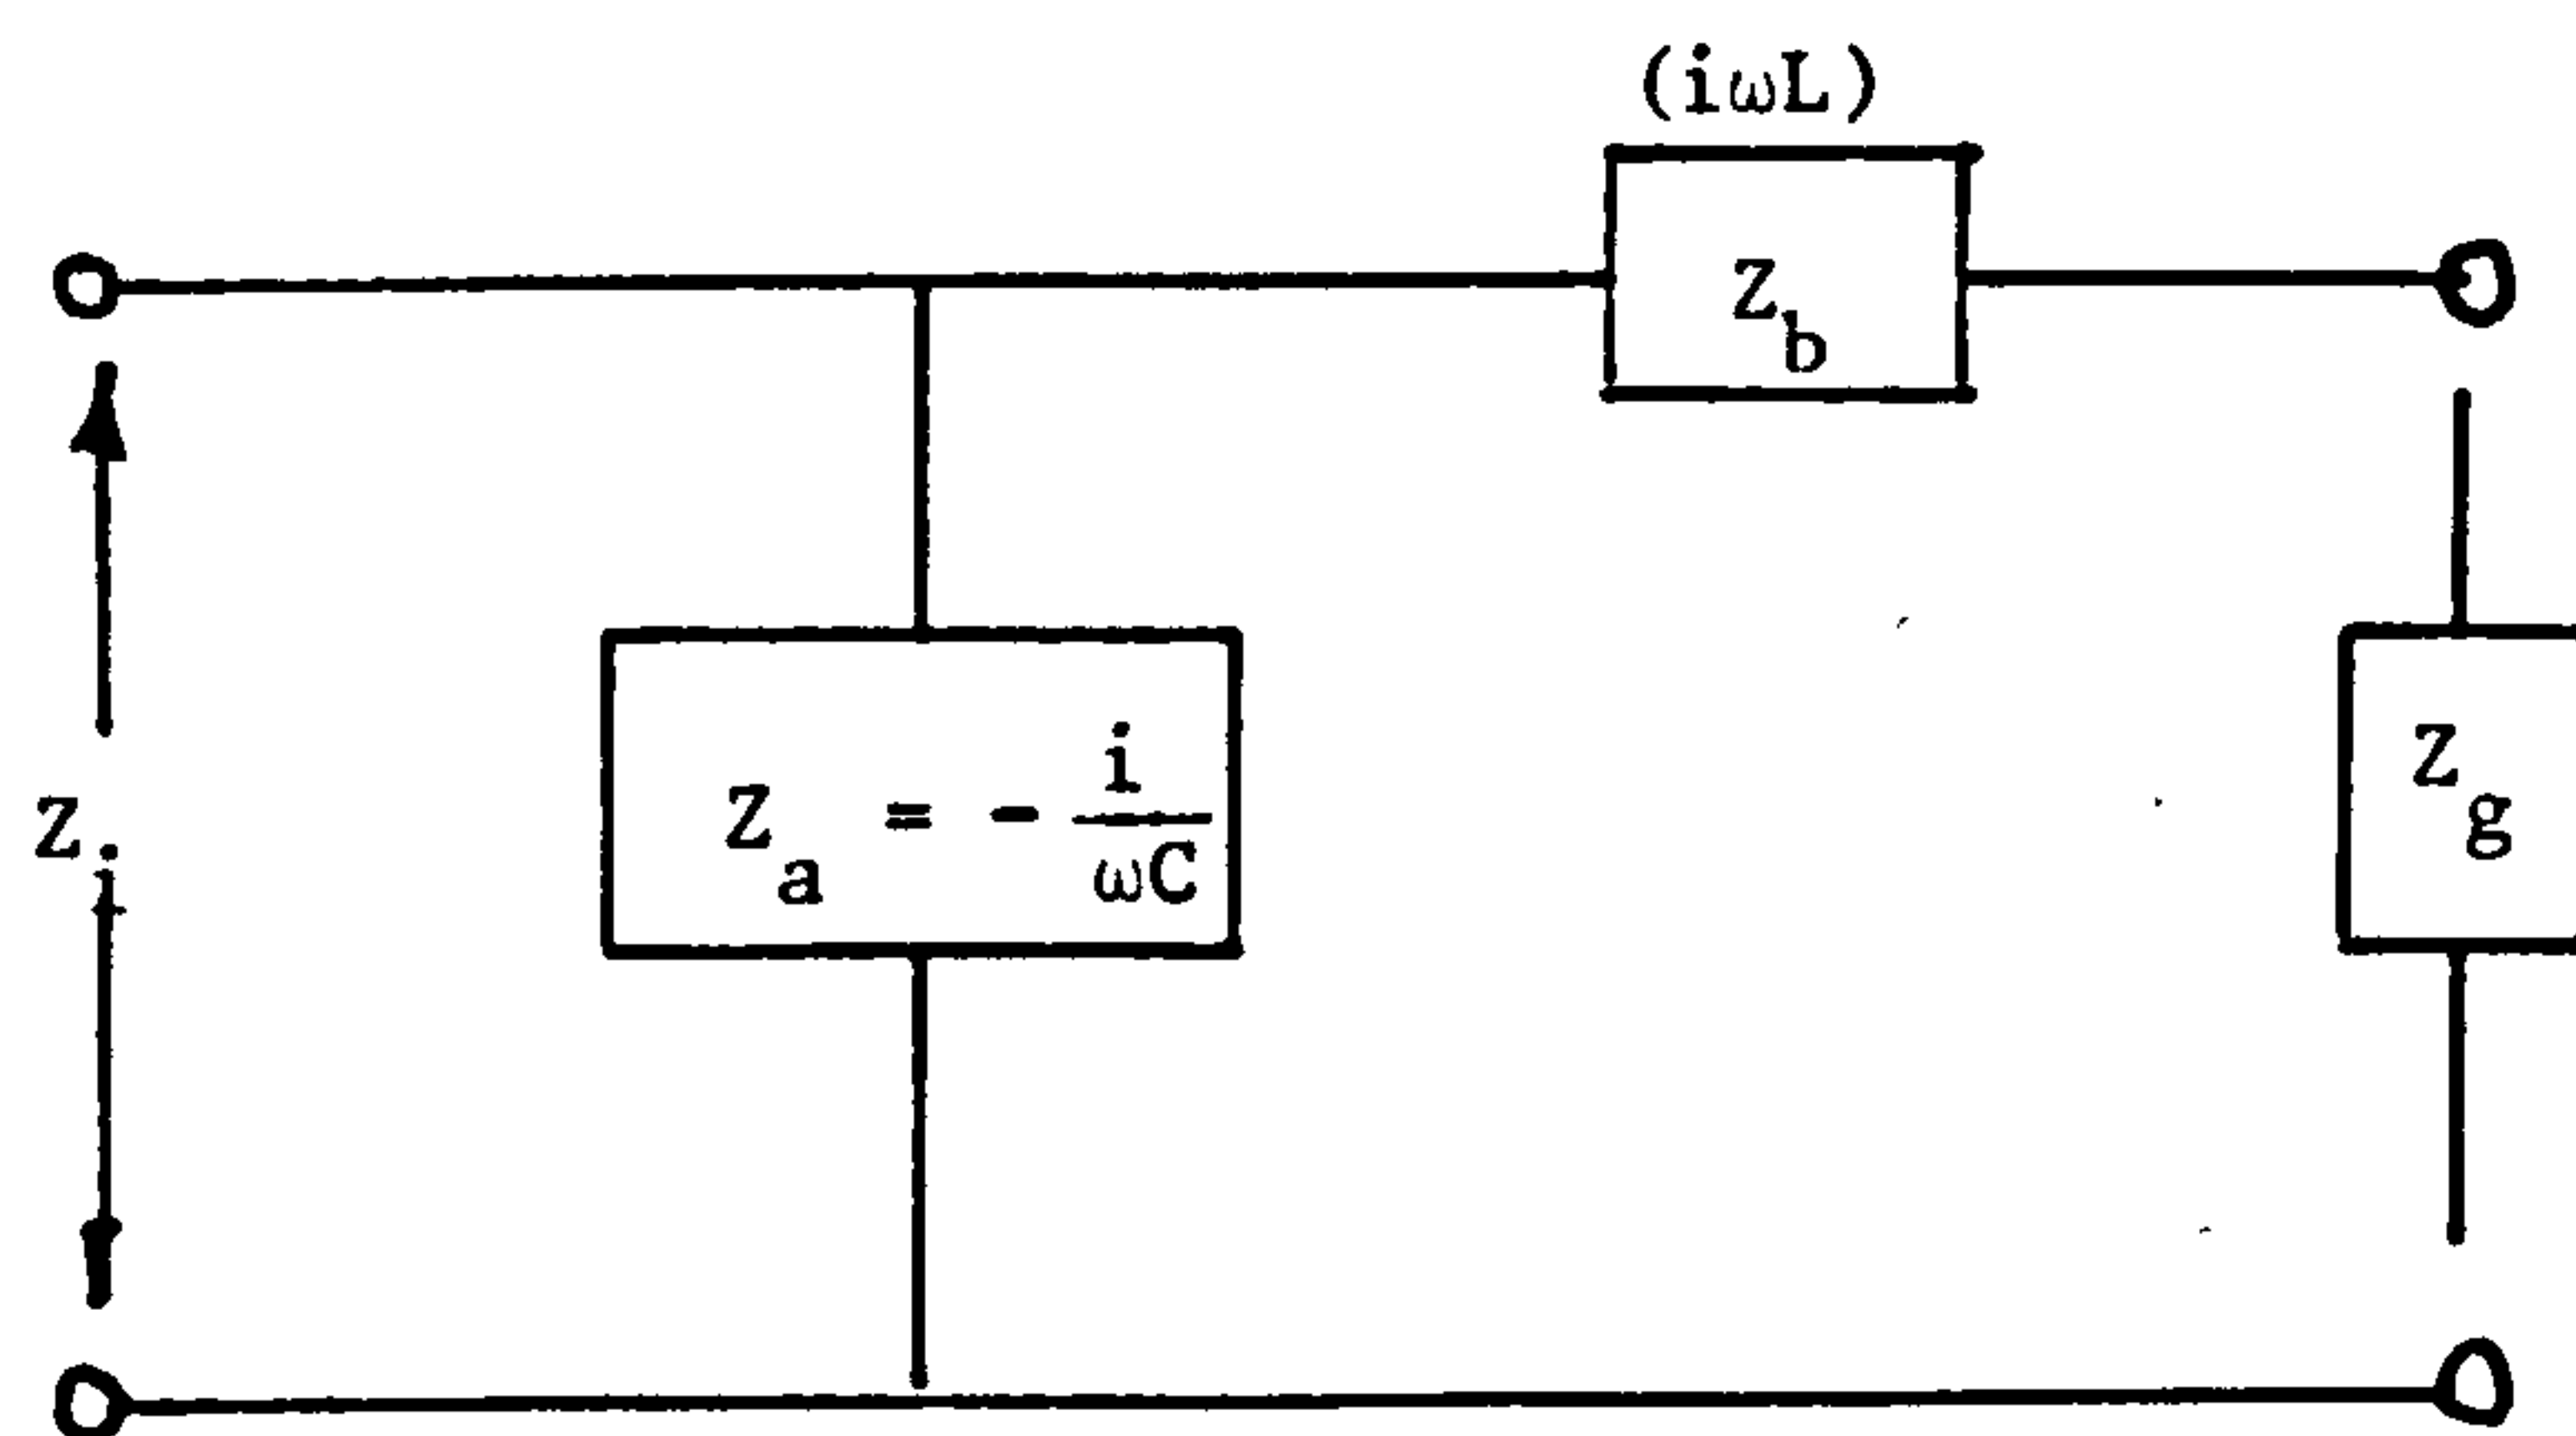 (iωL)
Z_b
Z_i
Z_a = - i/ωC
Z_g